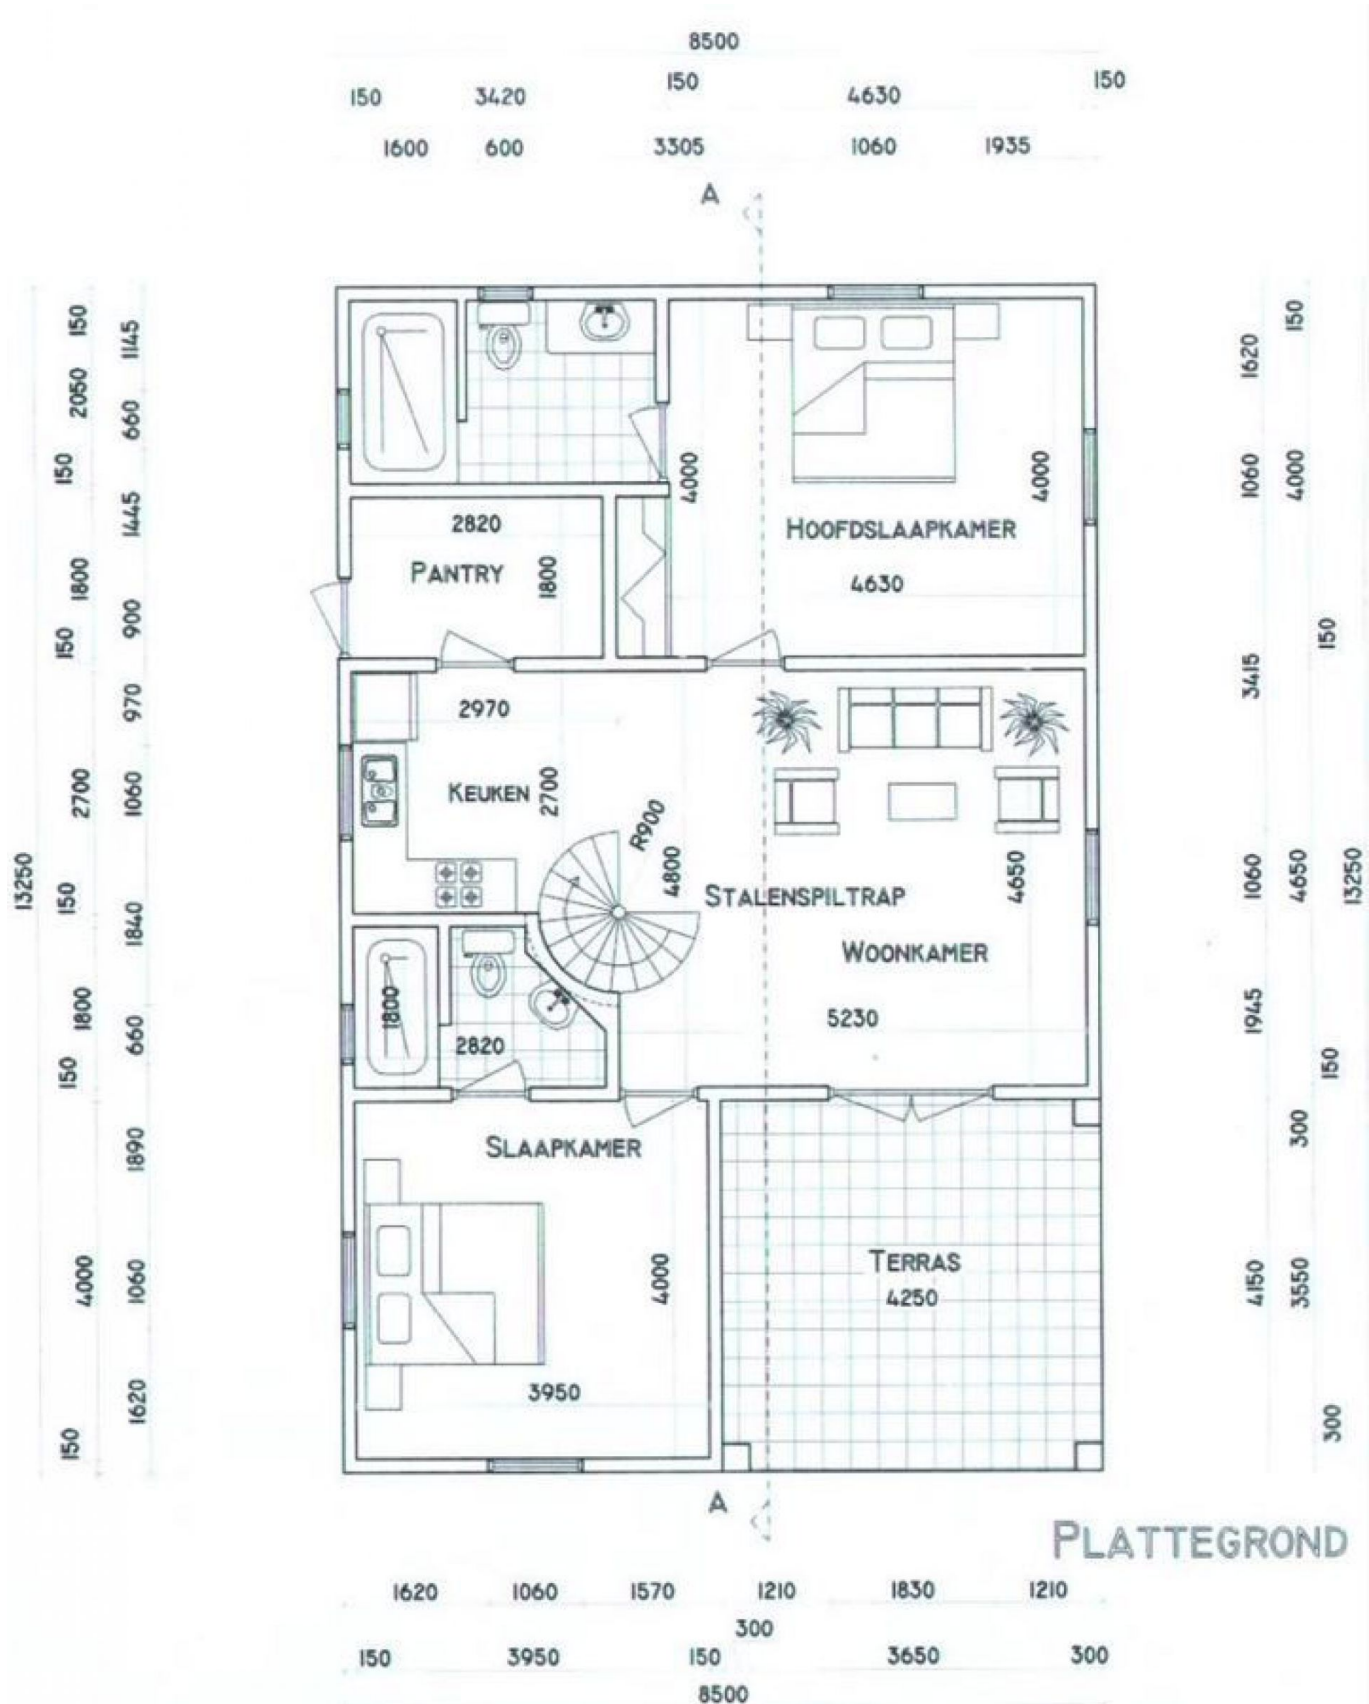 8500
150 3420 150 4630 150
1600 600 3305 1060 1935
A
150 2050 150 1800 150 2700 150 1800 150 4000 150
1145 660 1445 900 970 1060 1840 660 1890 1060 1620
13250
4000
4000
HOOFDSLAAPKAMER
4630
2820
PANTRY
1800
2970
KEUKEN
2700
R900
4800
STALENSPILTRAP
4650
WOONKAMER
5230
1800
2820
SLAAPKAMER
4000
3950
TERRAS
4250
1620 1060 3415 1060 1945 4150
150 4000 150 4650 150 300 3550 300
13250
A
PLATTEGROND
1620 1060 1570 1210 1830 1210
300
150 3950 150 3650 300
8500